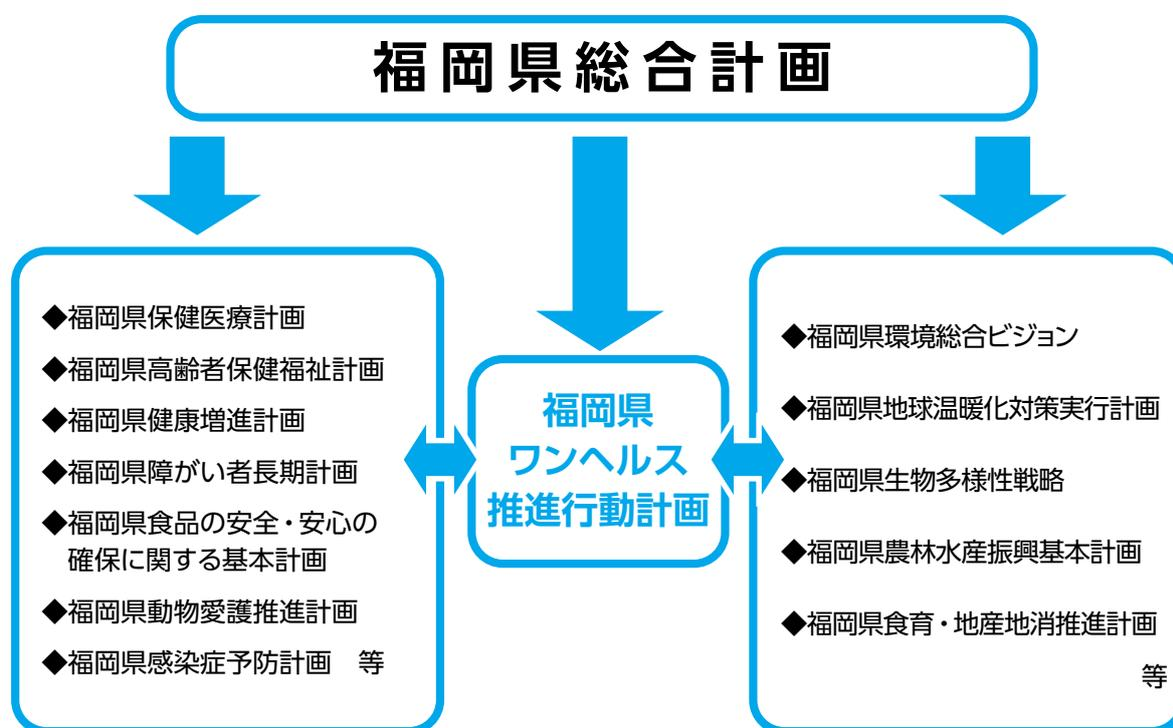 福岡県総合計画
◆福岡県保健医療計画
◆福岡県高齢者保健福祉計画
◆福岡県健康増進計画
◆福岡県障がい者長期計画
◆福岡県食品の安全・安心の
確保に関する基本計画
◆福岡県動物愛護推進計画
◆福岡県感染症予防計画　等
福岡県
ワンヘルス
推進行動計画
◆福岡県環境総合ビジョン
◆福岡県地球温暖化対策実行計画
◆福岡県生物多様性戦略
◆福岡県農林水産振興基本計画
◆福岡県食育・地産地消推進計画
等